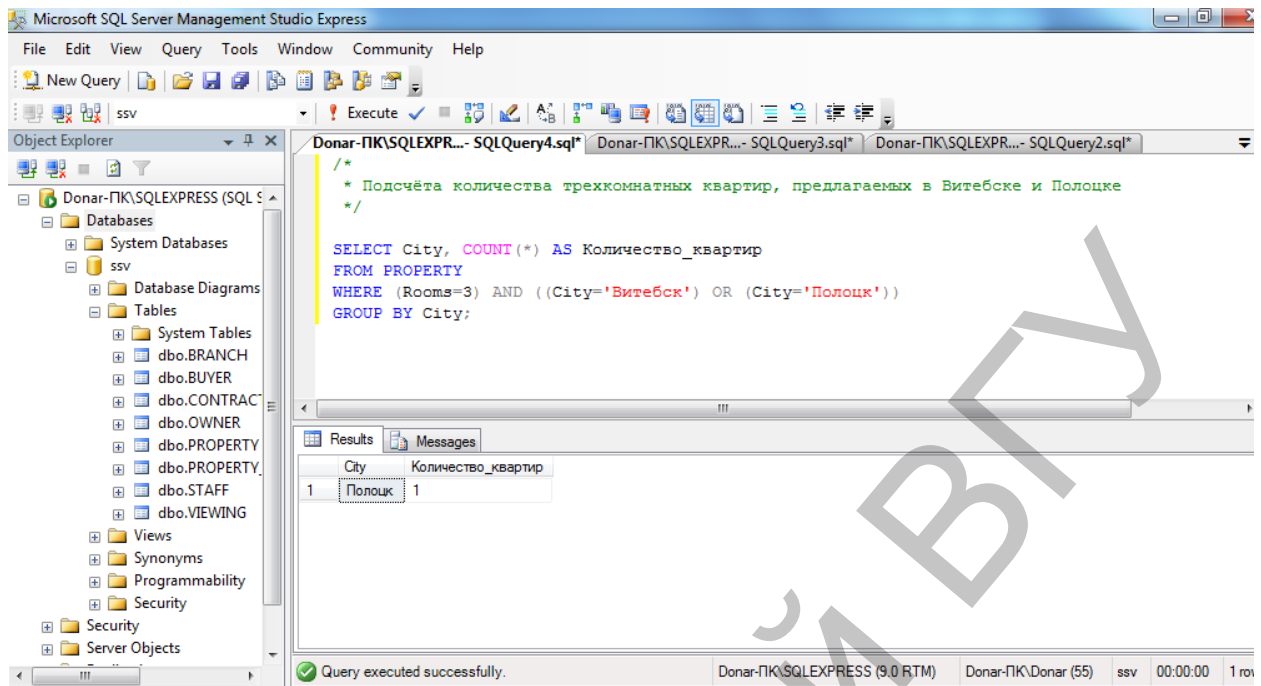 Microsoft SQL Server Management Studio Express
File Edit View Query Tools Window Community Help
New Query
ssv Execute
Object Explorer
Donar-ПК\SQLEXPR...- SQLQuery4.sql* Donar-ПК\SQLEXPR...- SQLQuery3.sql* Donar-ПК\SQLEXPR...- SQLQuery2.sql*
Donar-ПК\SQLEXPRESS (SQL S
Databases
System Databases
ssv
Database Diagrams
Tables
System Tables
dbo.BRANCH
dbo.BUYER
dbo.CONTRACT
dbo.OWNER
dbo.PROPERTY
dbo.PROPERTY_
dbo.STAFF
dbo.VIEWING
Views
Synonyms
Programmability
Security
Security
Server Objects
/*
* Подсчёта количества трехкомнатных квартир, предлагаемых в Витебске и Полоцке
*/
SELECT City, COUNT(*) AS Количество_квартир
FROM PROPERTY
WHERE (Rooms=3) AND ((City='Витебск') OR (City='Полоцк'))
GROUP BY City;
Results Messages
City Количество_квартир
1 Полоцк 1
Query executed successfully. Donar-ПК\SQLEXPRESS (9.0 RTM) Donar-ПК\Donar (55) ssv 00:00:00 1 rov
Й ВГУ